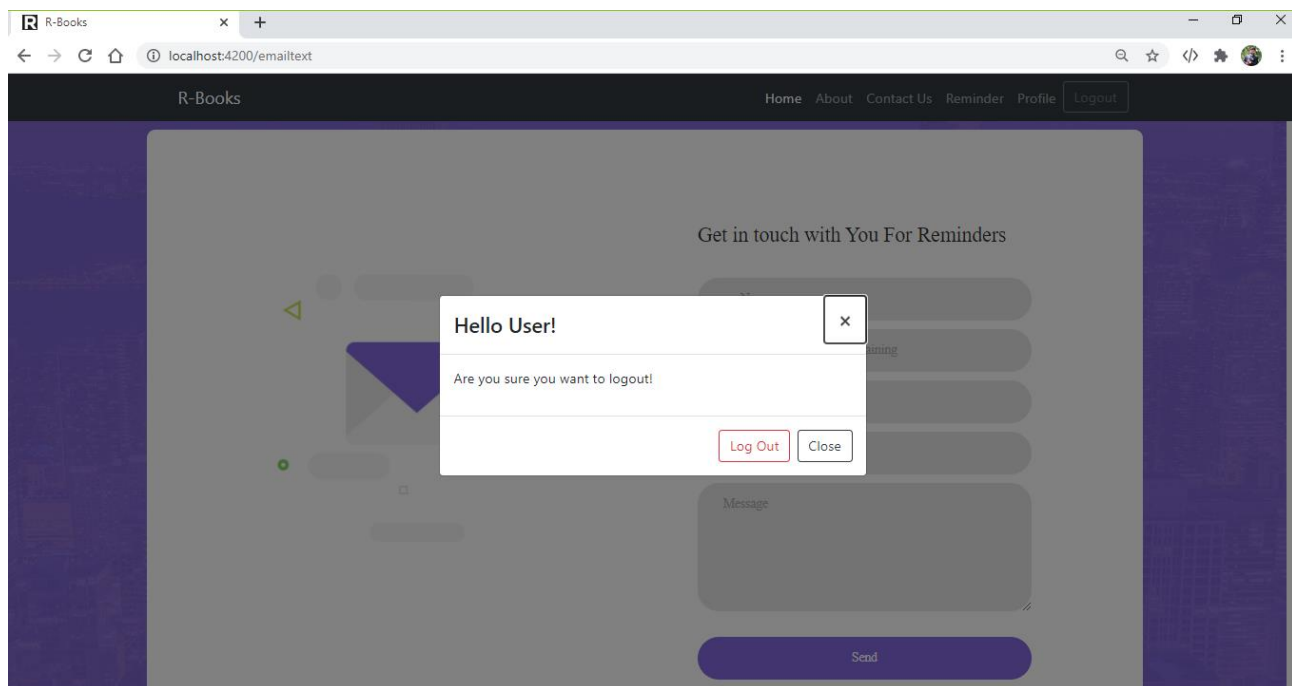 R-Books
localhost:4200/emailtext
R-Books
Home About Contact Us Reminder Profile Logout
Get in touch with You For Reminders
Hello User!
Are you sure you want to logout!
Log Out Close
Message
Send